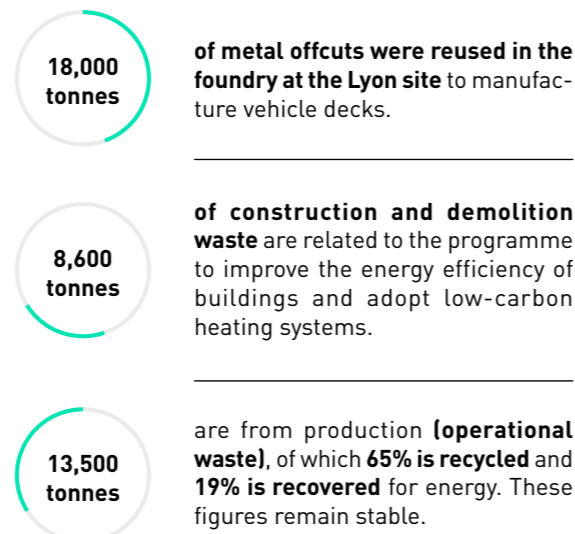 18,000
tonnes
of metal offcuts were reused in the
foundry at the Lyon site to manufac-
ture vehicle decks.
8,600
tonnes
of construction and demolition
waste are related to the programme
to improve the energy efficiency of
buildings and adopt low-carbon
heating systems.
13,500
tonnes
are from production (operational
waste), of which 65% is recycled and
19% is recovered for energy. These
figures remain stable.